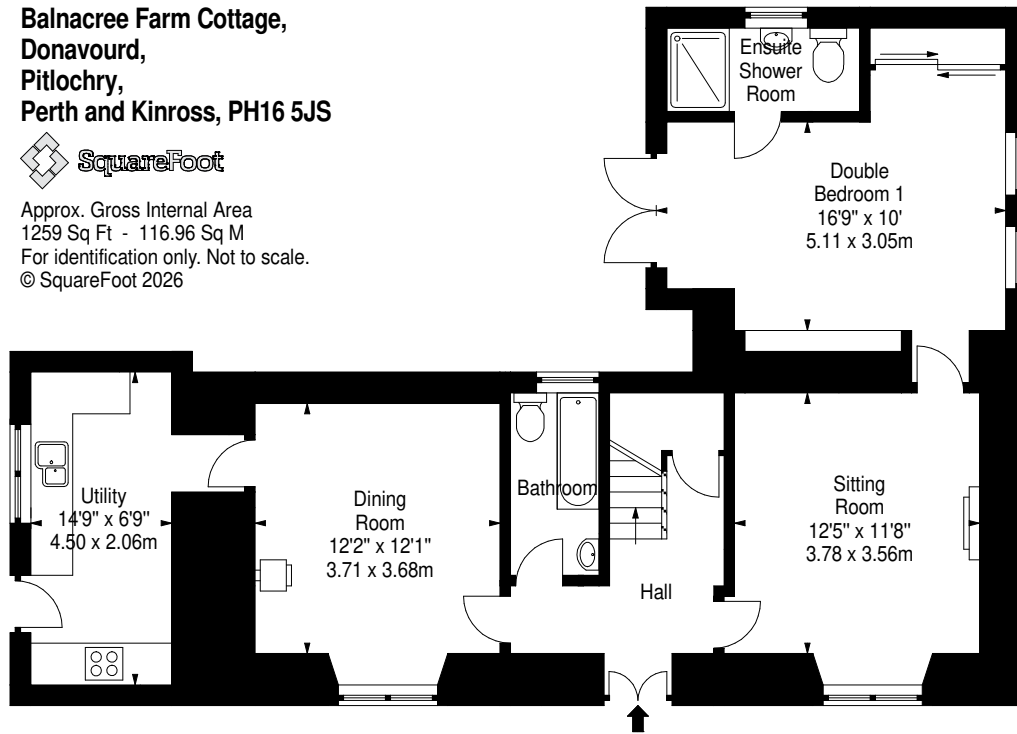 Balnacree Farm Cottage,
Donavourd,
Pitlochry,
Perth and Kinross, PH16 5JS
SquareFoot
Approx. Gross Internal Area
1259 Sq Ft - 116.96 Sq M
For identification only. Not to scale.
© SquareFoot 2026
Ensuite
Shower
Room
Double
Bedroom 1
16'9" x 10'
5.11 x 3.05m
Utility
14'9" x 6'9"
4.50 x 2.06m
Dining
Room
12'2" x 12'1"
3.71 x 3.68m
Bathroom
Hall
Sitting
Room
12'5" x 11'8"
3.78 x 3.56m